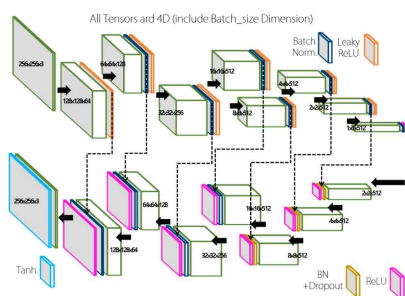 All Tensors ard 4D (include Batch_size Dimension)
Batch
Norm.
Leaky
ReLU
256x256x3
128x128x64
64x64x128
32x32x256
16x16x512
8x8x512
4x4x512
2x2x512
1x1x512
256x256x3
128x128x64
64x64x128
32x32x256
16x16x512
8x8x512
4x4x512
2x2x512
Tanh
BN
+Dropout
ReLU